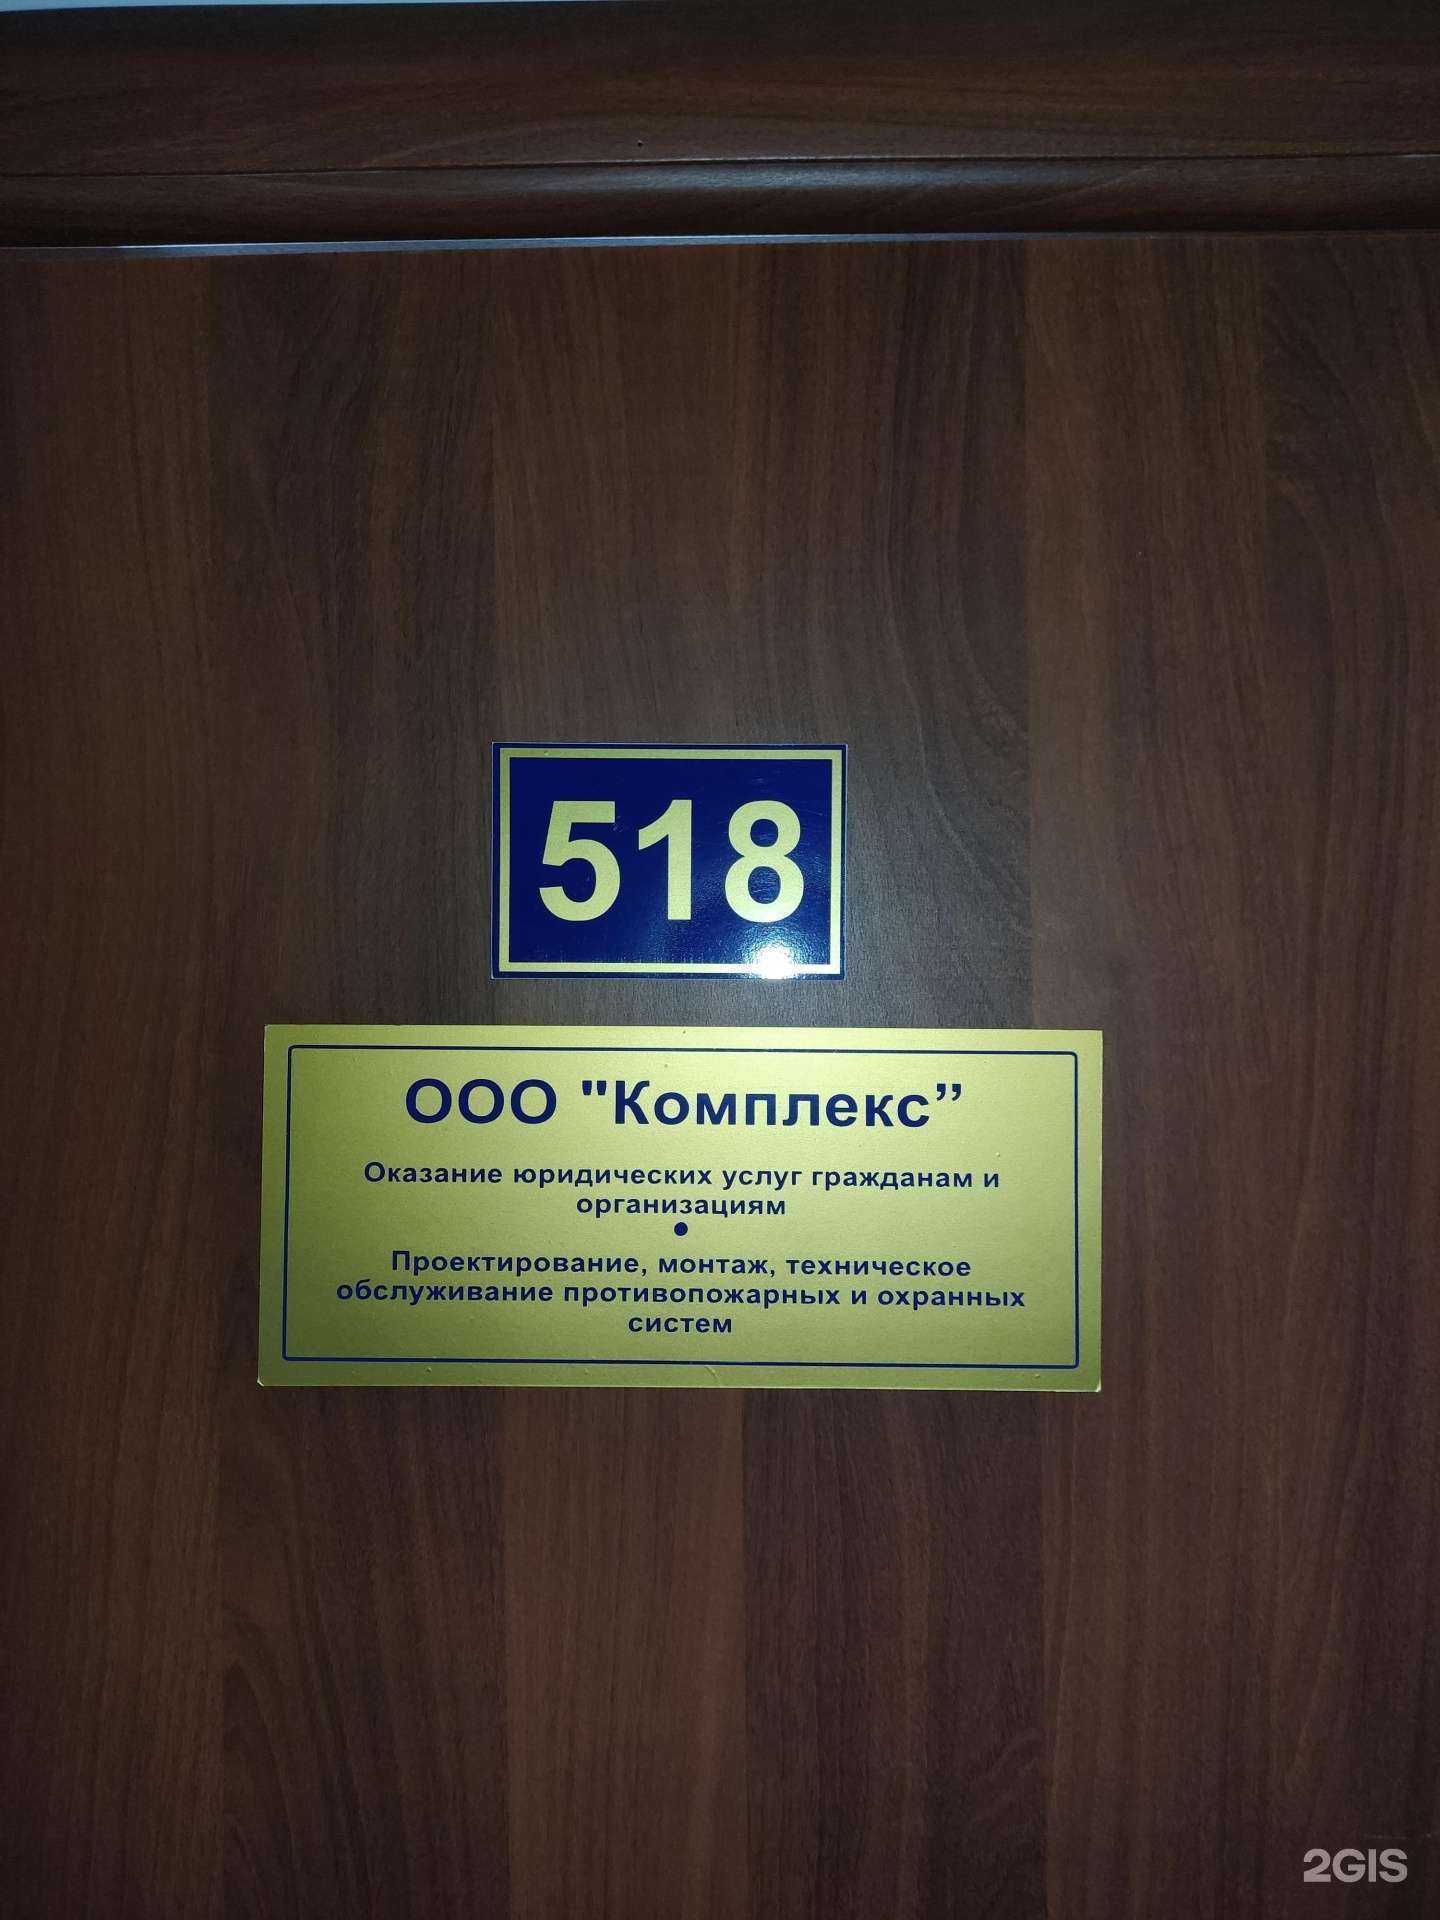 518
ООО "Комплекс”
Оказание юридических услуг гражданам и
организациям
•
Проектирование, монтаж, техническое
обслуживание противопожарных и охранных
систем
2GIS